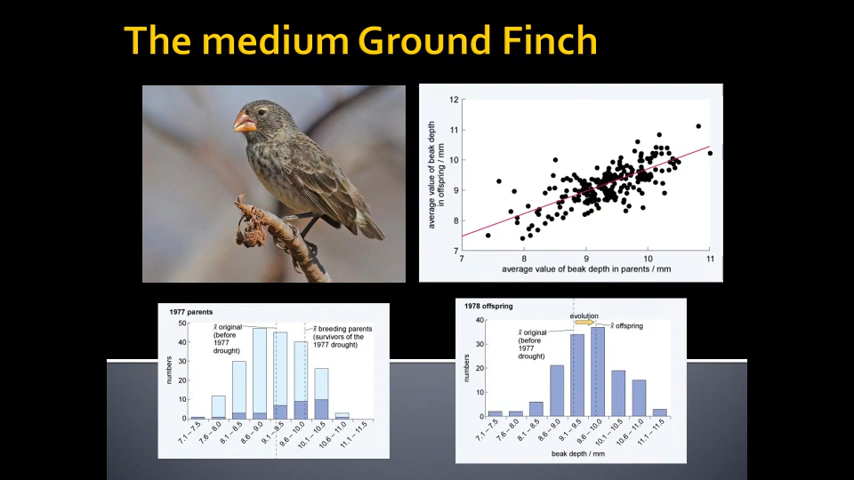 The medium Ground Finch
12
11
10
9
8
7
average value of beak depth
in offspring / mm
7 8 9 10 11
average value of beak depth in parents / mm
1977 parents
50
40
30
20
10
0
numbers
x̄ original
(before
1977
drought)
x̄ breeding parents
(survivors of the
1977 drought)
7.1 – 7.5
7.6 – 8.0
8.1 – 8.5
8.6 – 9.0
9.1 – 9.5
9.6 – 10.0
10.1 – 10.5
10.6 – 11.0
11.1 – 11.5
1978 offspring
evolution
40
30
20
10
0
numbers
x̄ original
(before
1977
drought)
x̄ offspring
7.1 – 7.5
7.6 – 8.0
8.1 – 8.5
8.6 – 9.0
9.1 – 9.5
9.6 – 10.0
10.1 – 10.5
10.6 – 11.0
11.1 – 11.5
beak depth / mm